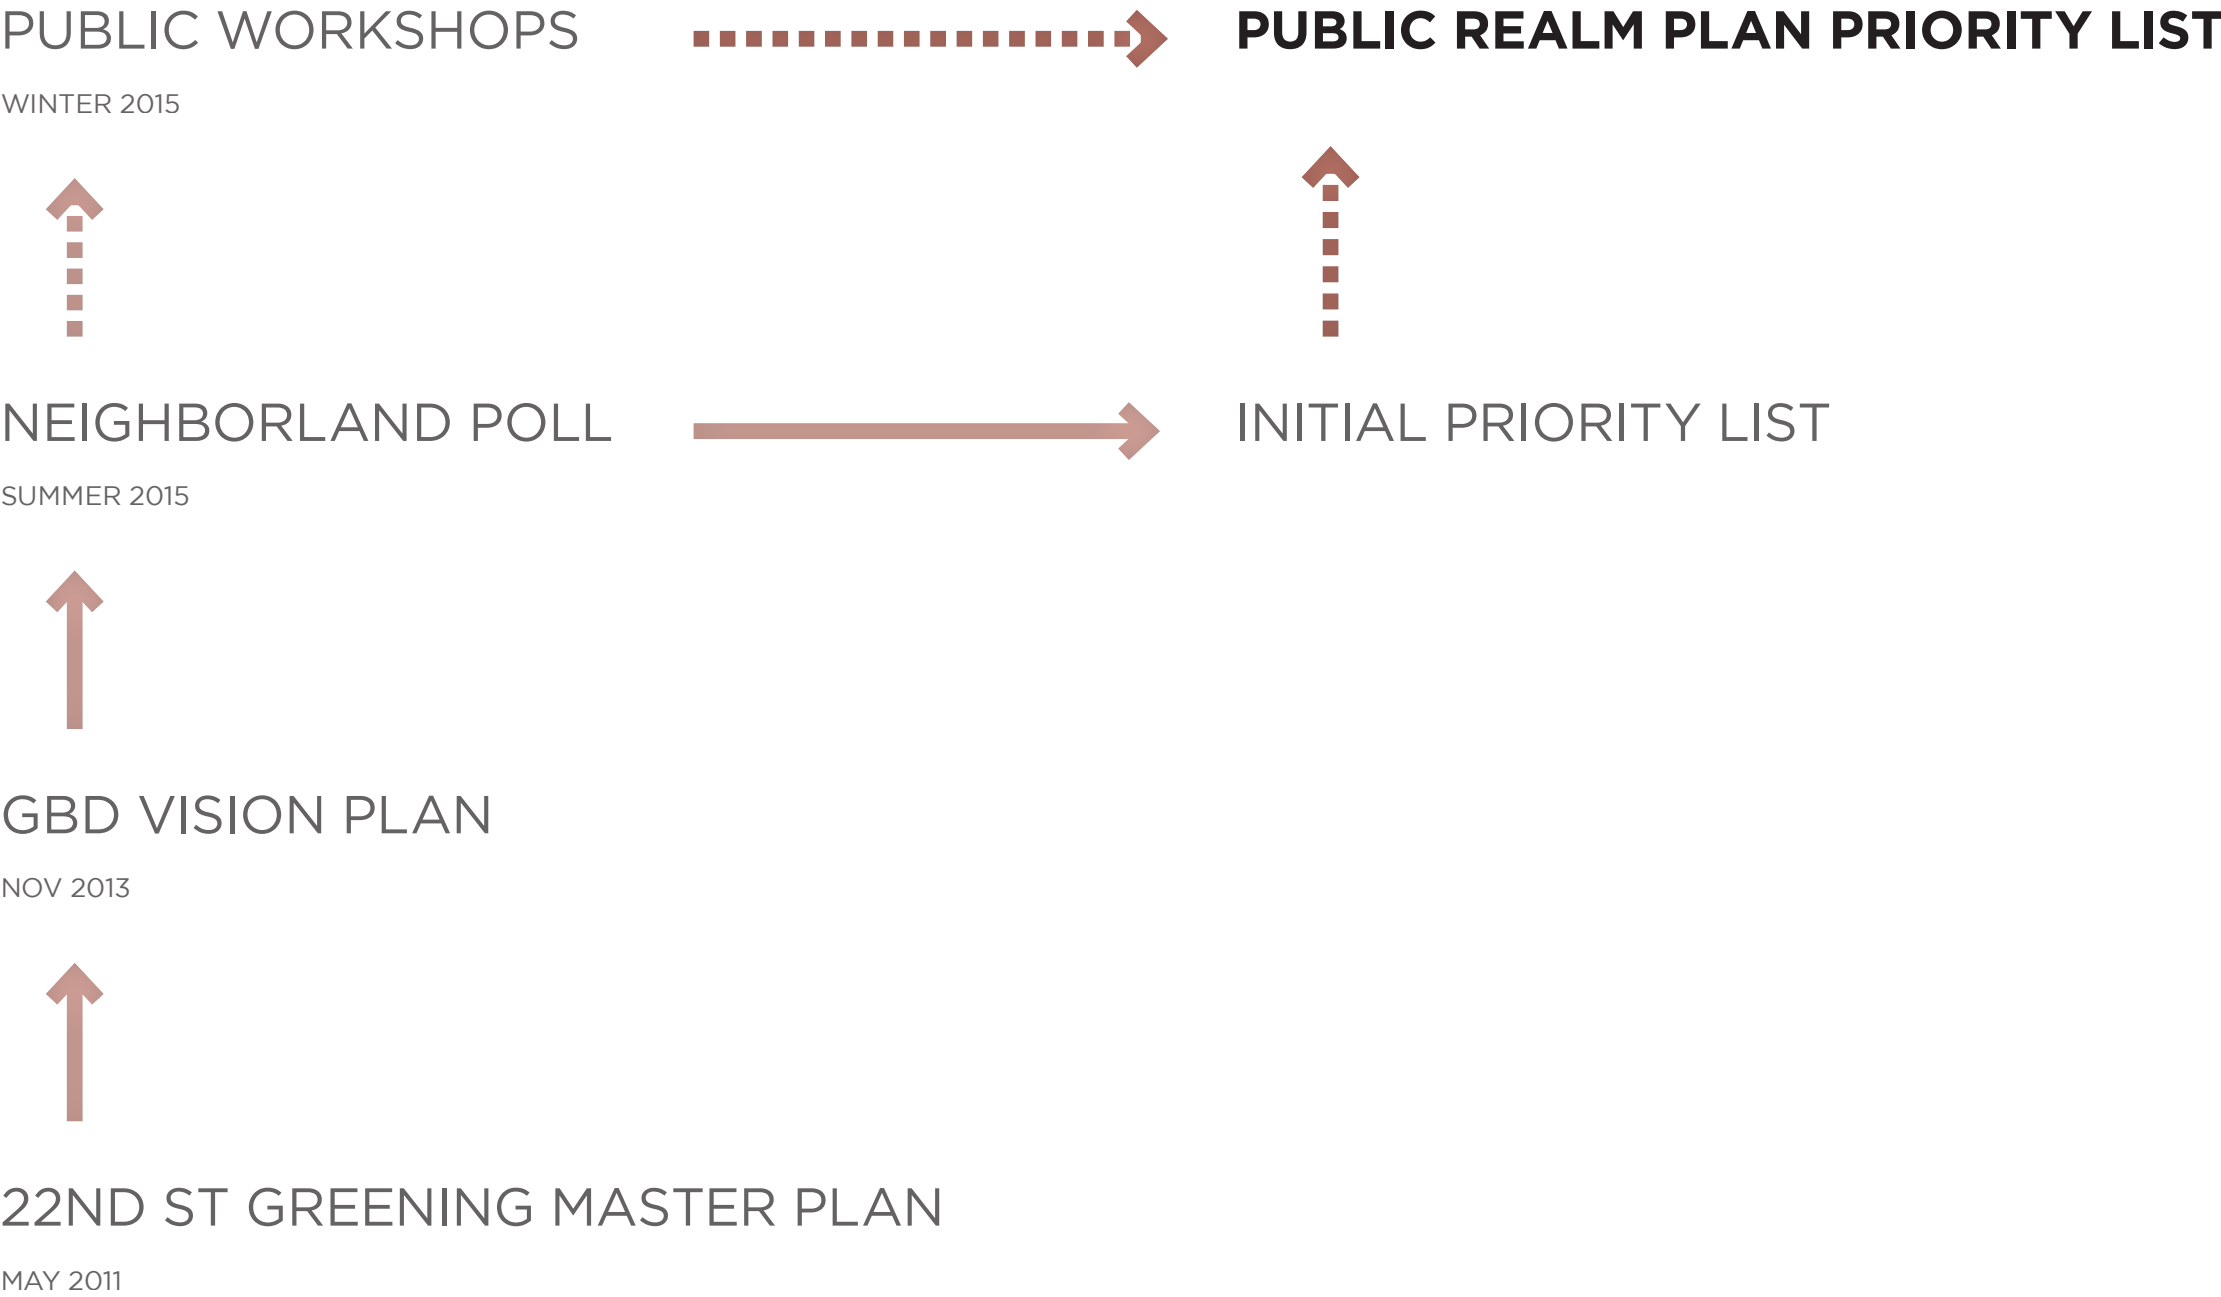 PUBLIC WORKSHOPS
PUBLIC REALM PLAN PRIORITY LIST
WINTER 2015
NEIGHBORLAND POLL
INITIAL PRIORITY LIST
SUMMER 2015
GBD VISION PLAN
NOV 2013
22ND ST GREENING MASTER PLAN
MAY 2011